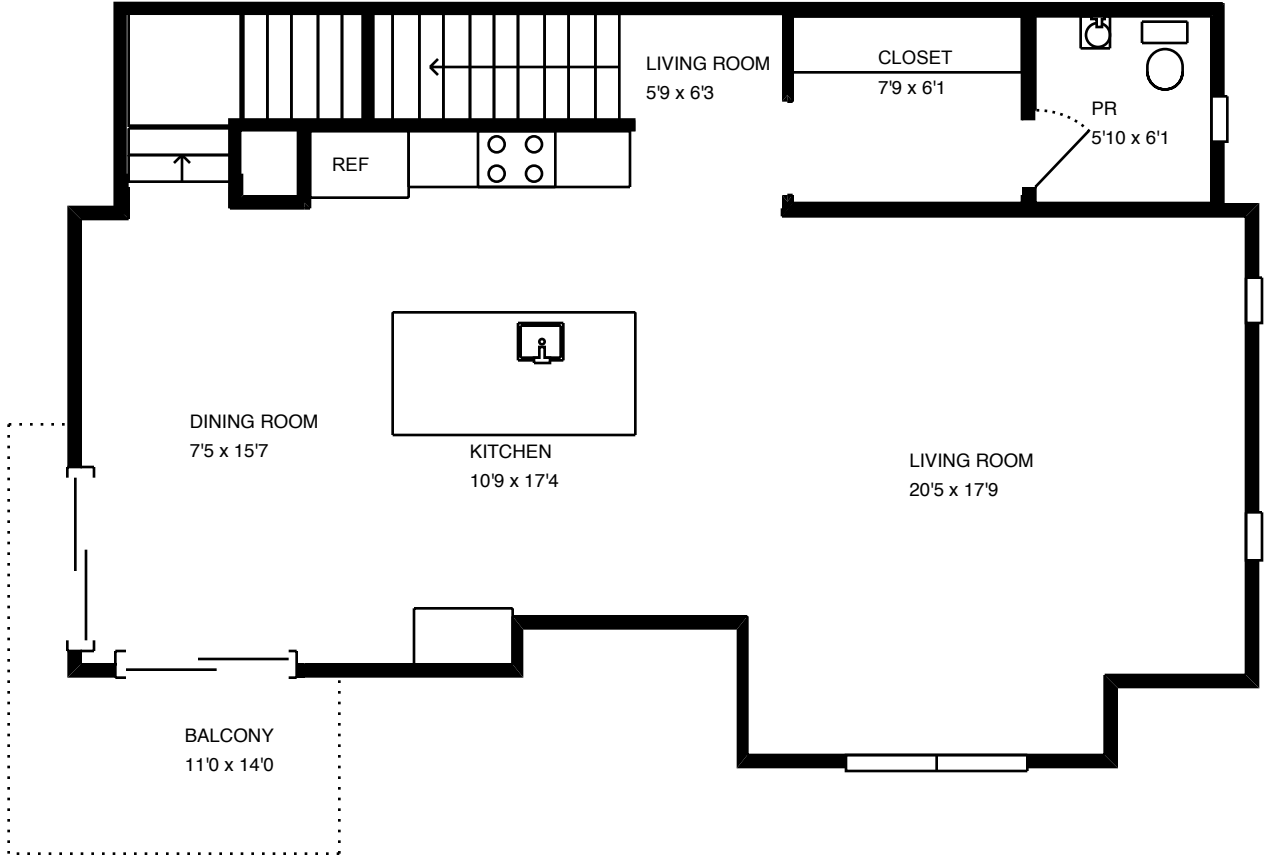 LIVING ROOM
5'9 x 6'3
CLOSET
7'9 x 6'1
PR
5'10 x 6'1
REF
DINING ROOM
7'5 x 15'7
KITCHEN
10'9 x 17'4
LIVING ROOM
20'5 x 17'9
BALCONY
11'0 x 14'0